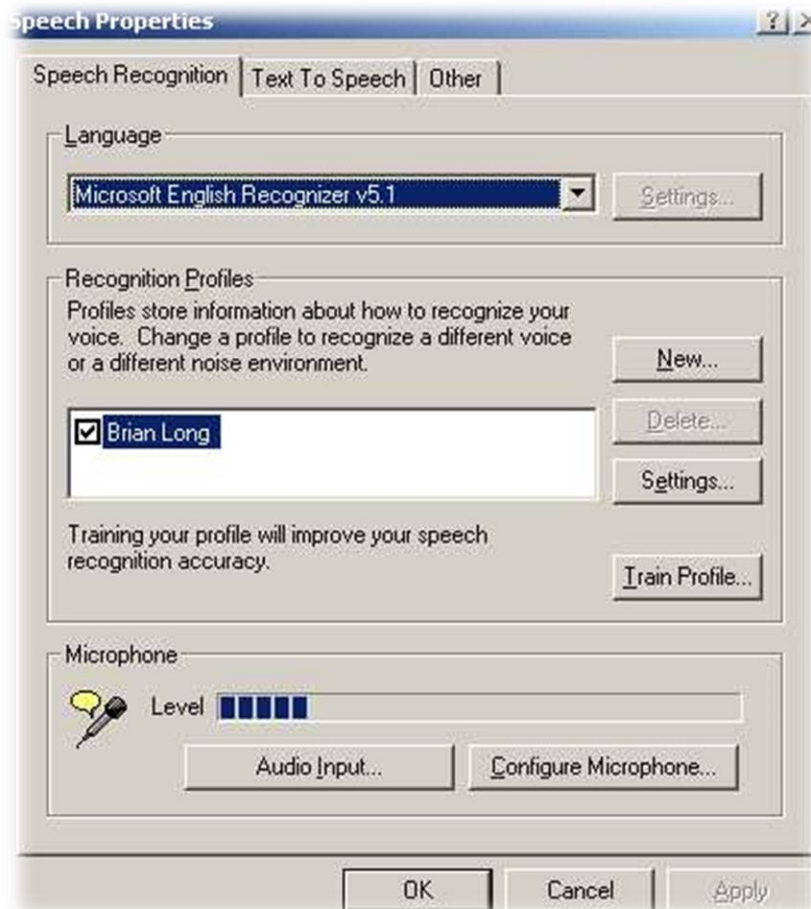 Speech Properties
Speech Recognition Text To Speech Other
Language
Microsoft English Recognizer v5.1 Settings...
Recognition Profiles
Profiles store information about how to recognize your
voice. Change a profile to recognize a different voice
or a different noise environment.
New...
Brian Long
Delete...
Settings...
Training your profile will improve your speech
recognition accuracy.
Train Profile...
Microphone
Level
Audio Input... Configure Microphone...
OK Cancel Apply